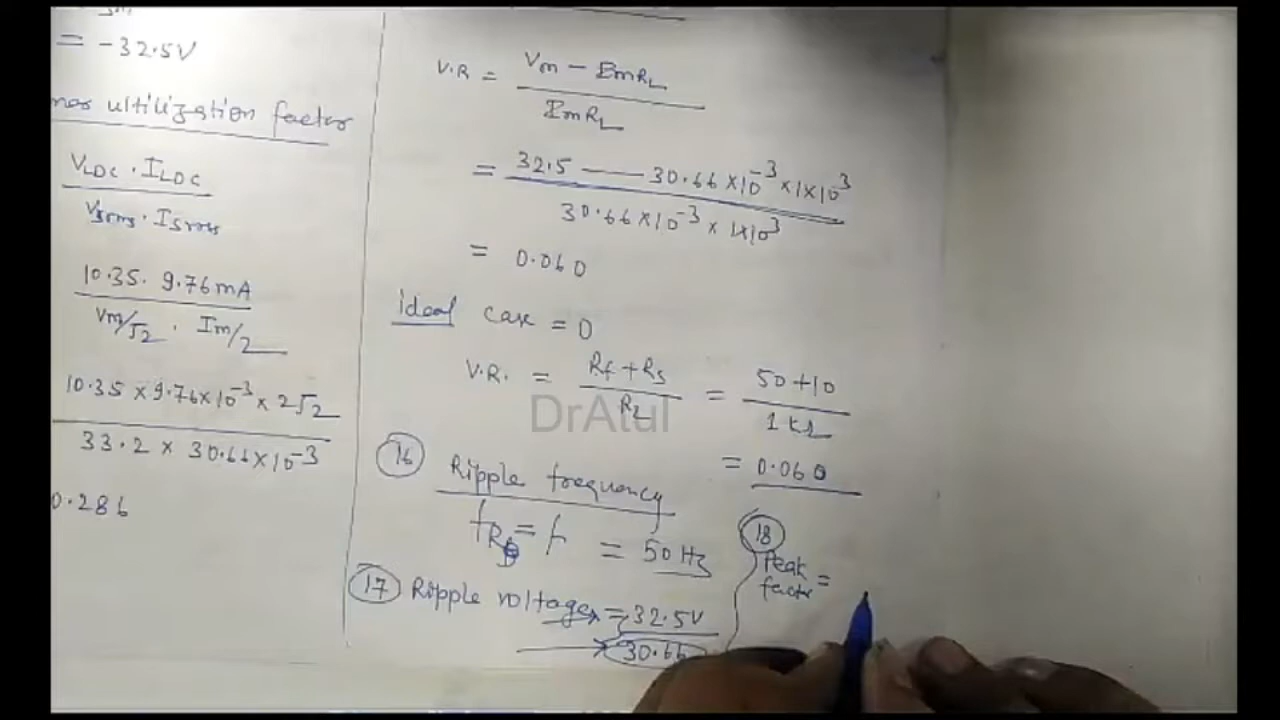 = -32.5V
ultilization factor
VLDC . ILDC
Vsrms . Isrms
10.35. 9.76mA
Vm/√2 . Im/2
10.35 × 9.76×10⁻³ × 2√2
33.2 × 30.66×10⁻³
0.286
V.R = Vm - ImRL
ImRL
= 32.5 — 30.66 ×10⁻³ ×1×10³
30.66×10⁻³ × 1×10³
= 0.060
ideal case = 0
V.R. = Rf + Rs = 50+10
RL 1 kΩ
= 0.060
DrAtul
16 Ripple frequency
= f = 50 Hz
17 Ripple voltage = 32.5V
30.66
18
Peak
factor =